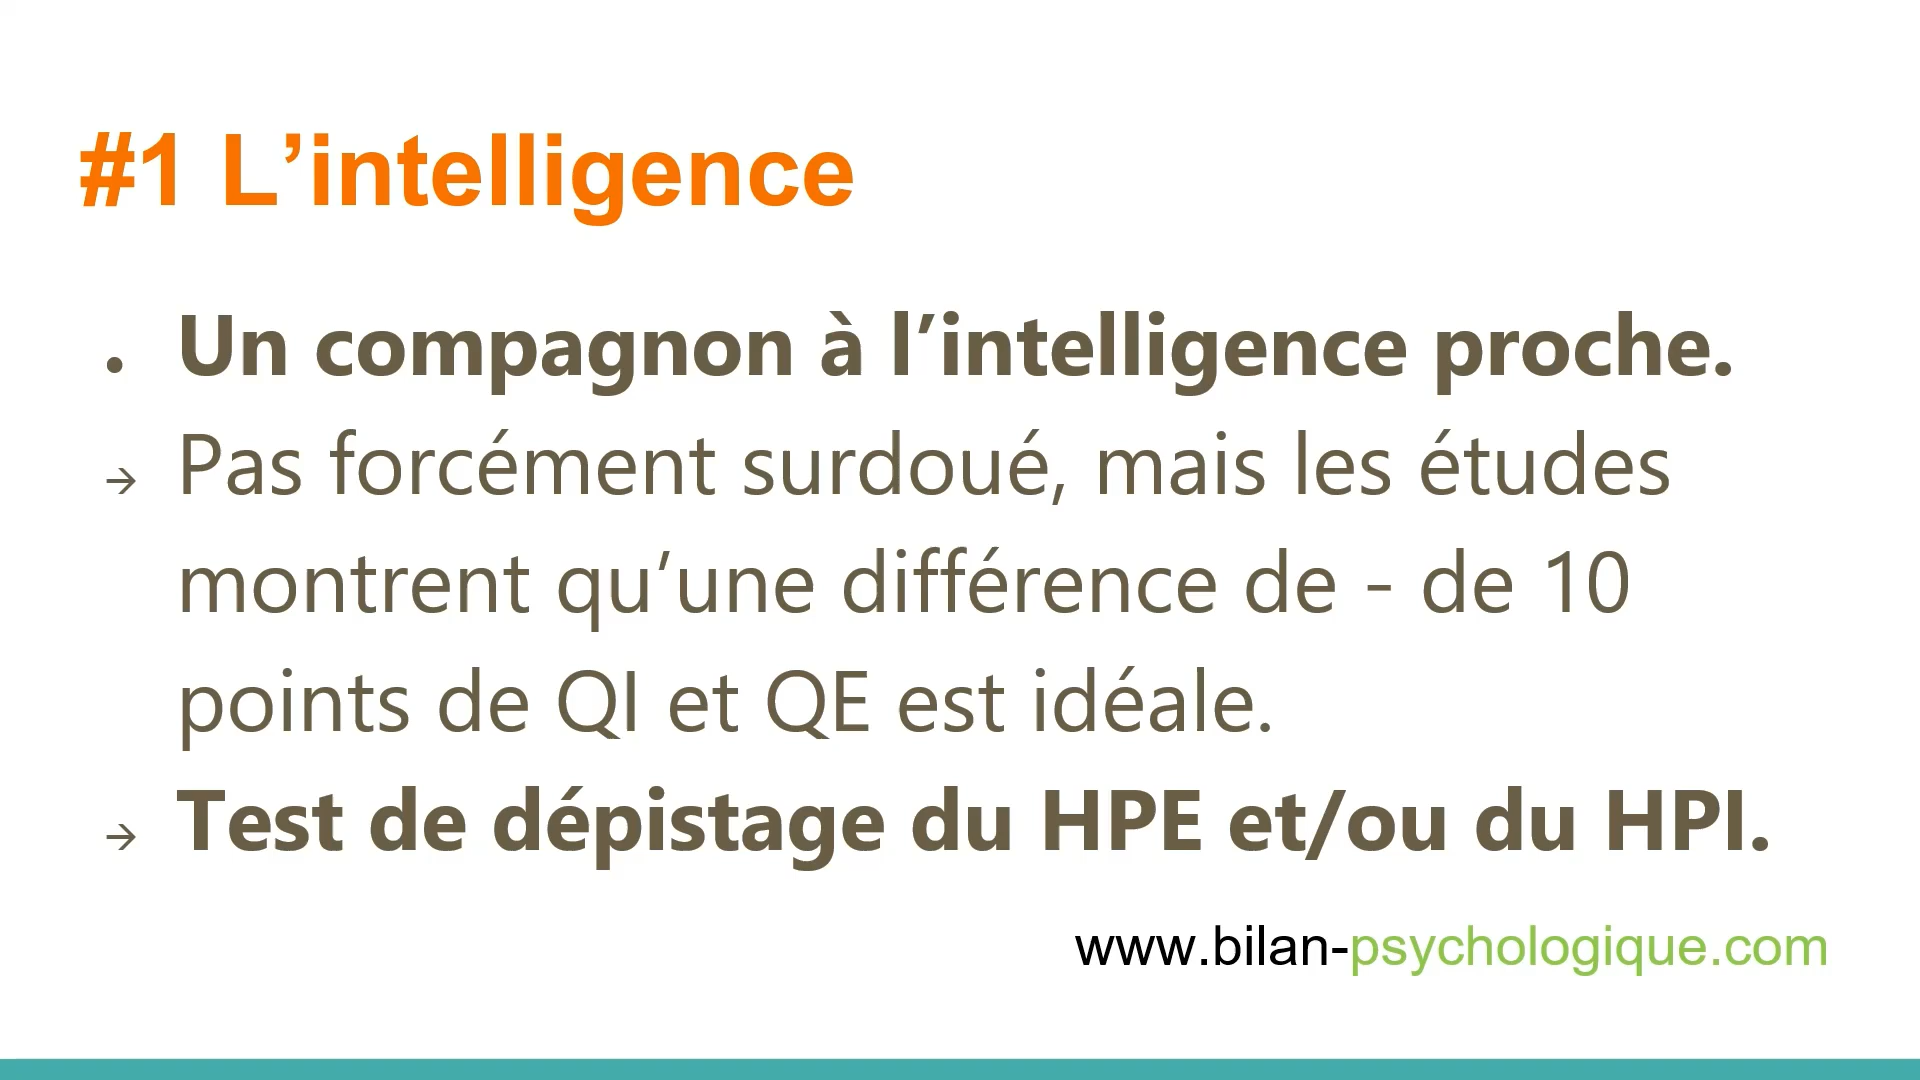 #1 L’intelligence
● Un compagnon à l’intelligence proche.
→ Pas forcément surdoué, mais les études
montrent qu’une différence de - de 10
points de QI et QE est idéale.
→ Test de dépistage du HPE et/ou du HPI.
www.bilan-psychologique.com